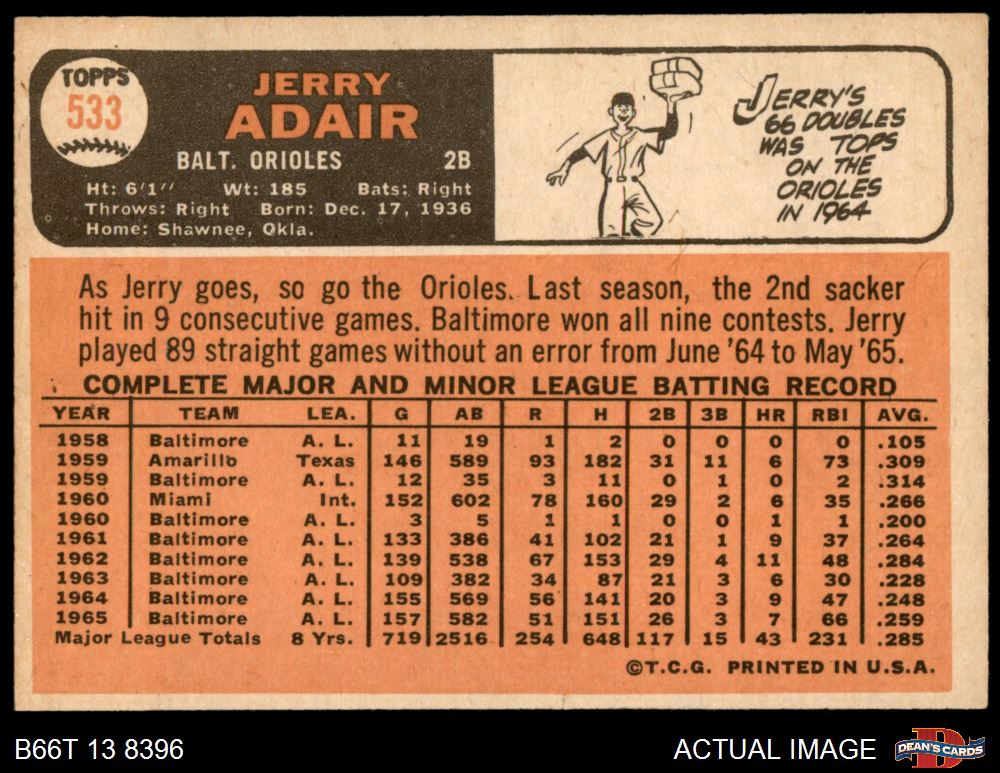 TOPPS
533
JERRY
ADAIR
BALT. ORIOLES 2B
Ht: 6'1" Wt: 185 Bats: Right
Throws: Right Born: Dec. 17, 1936
Home: Shawnee, Okla.
JERRY'S
66 DOUBLES
WAS TOPS
ON THE
ORIOLES
IN 1964
As Jerry goes, so go the Orioles. Last season, the 2nd sacker
hit in 9 consecutive games. Baltimore won all nine contests. Jerry
played 89 straight games without an error from June '64 to May '65.
COMPLETE MAJOR AND MINOR LEAGUE BATTING RECORD
YEAR TEAM LEA. G AB R H 2B 3B HR RBI AVG.
1958 Baltimore A. L. 11 19 1 2 0 0 0 0 .105
1959 Amarillo Texas 146 589 93 182 31 11 6 73 .309
1959 Baltimore A. L. 12 35 3 11 0 1 0 2 .314
1960 Miami Int. 152 602 78 160 29 2 6 35 .266
1960 Baltimore A. L. 3 5 1 1 0 0 1 1 .200
1961 Baltimore A. L. 133 386 41 102 21 1 9 37 .264
1962 Baltimore A. L. 139 538 67 153 29 4 11 48 .284
1963 Baltimore A. L. 109 382 34 87 21 3 6 30 .228
1964 Baltimore A. L. 155 569 56 141 20 3 9 47 .248
1965 Baltimore A. L. 157 582 51 151 26 3 7 66 .259
Major League Totals 8 Yrs. 719 2516 254 648 117 15 43 231 .285
©T.C.G. PRINTED IN U.S.A.
B66T 13 8396
ACTUAL IMAGE
D
DEAN'S CARDS